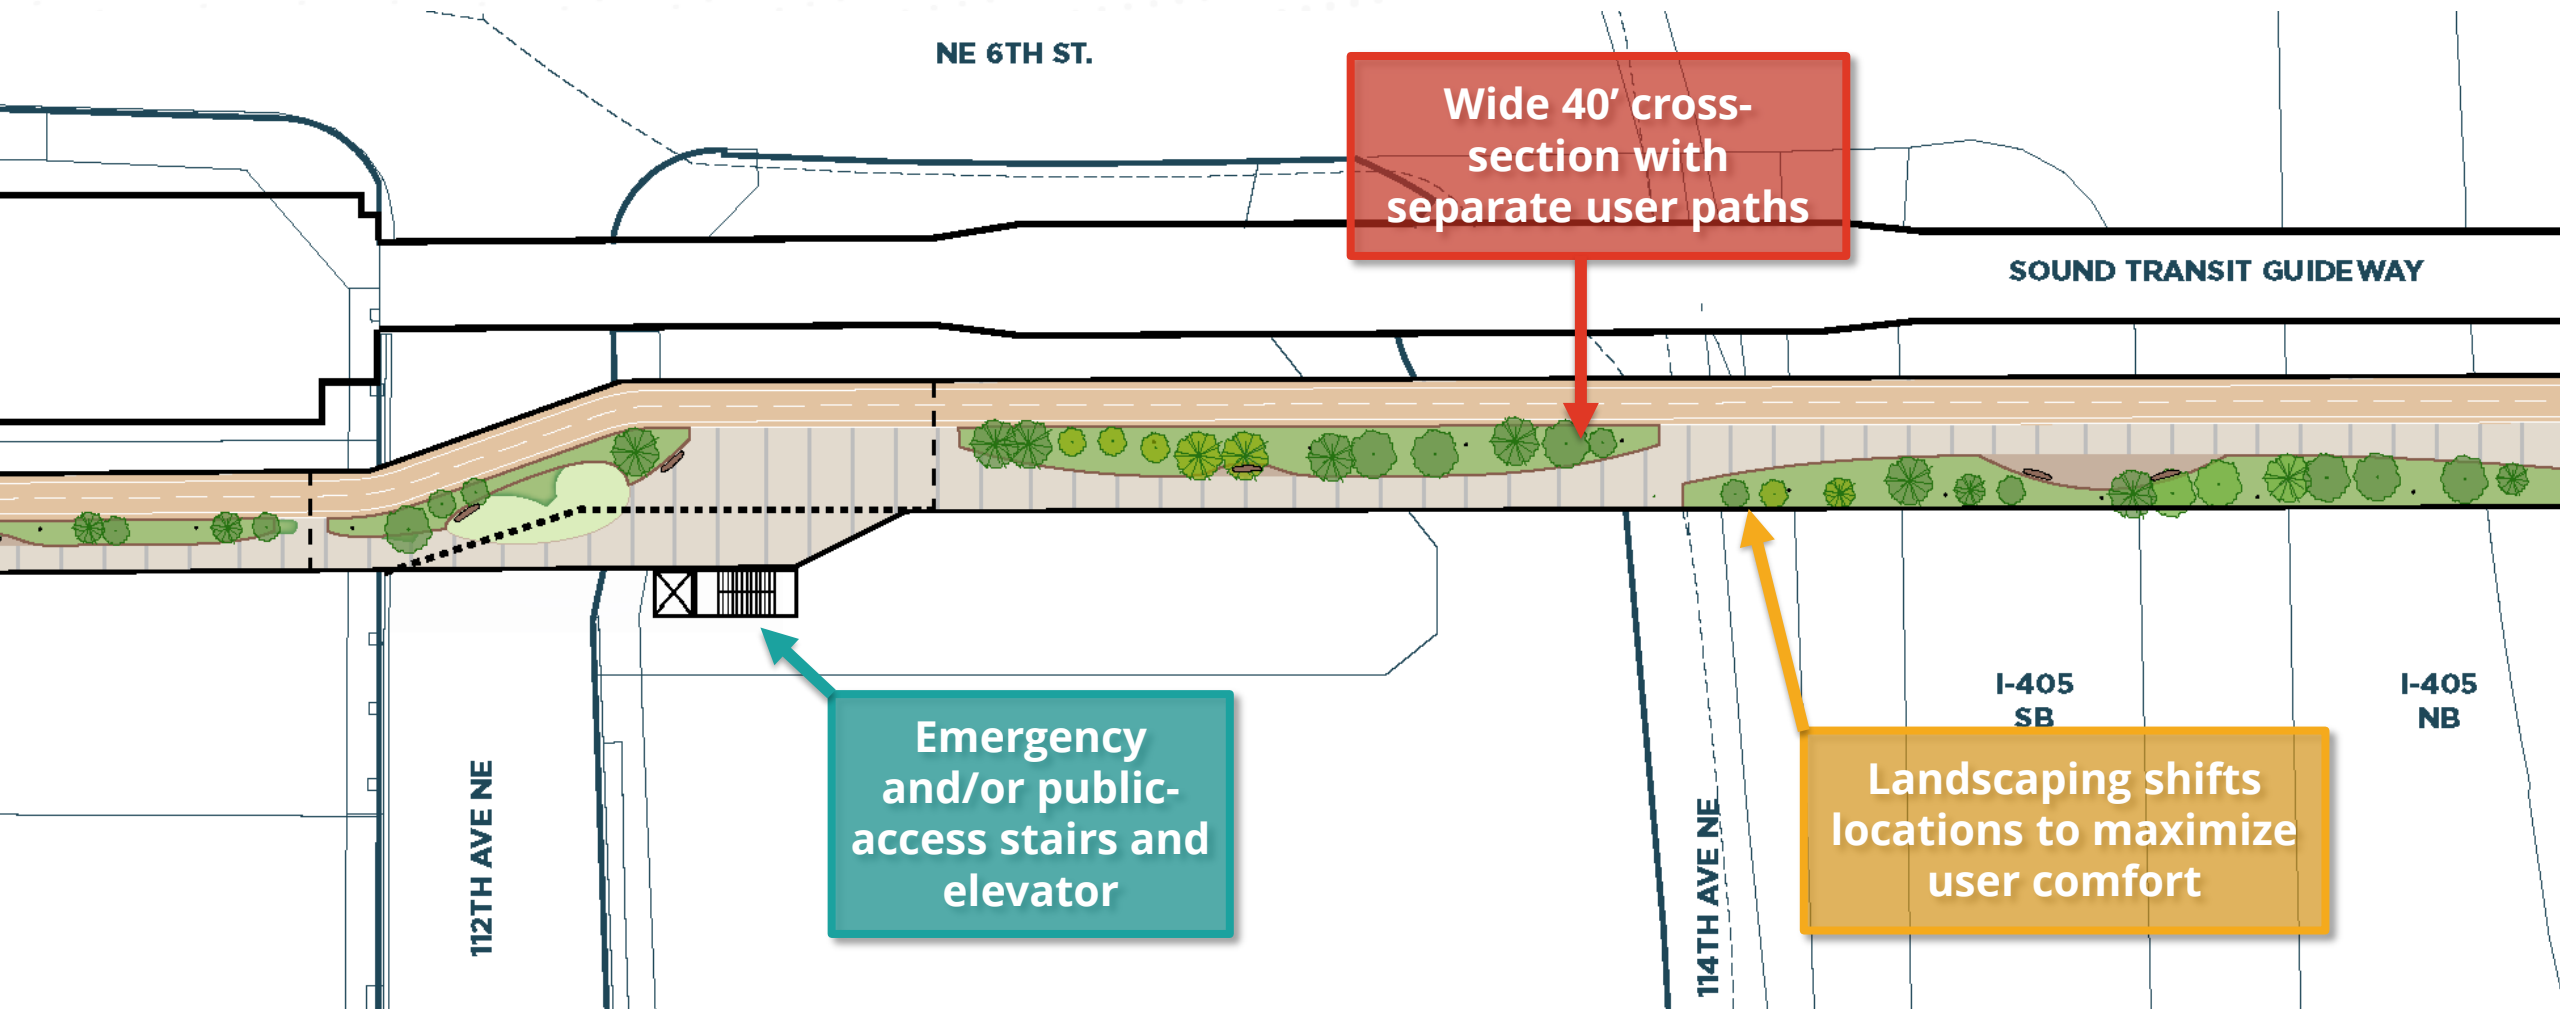 NE 6TH ST.
Wide 40’ cross-
section with
separate user paths
SOUND TRANSIT GUIDEWAY
Emergency
and/or public-
access stairs and
elevator
112TH AVE NE
114TH AVE NE
I-405
SB
I-405
NB
Landscaping shifts
locations to maximize
user comfort